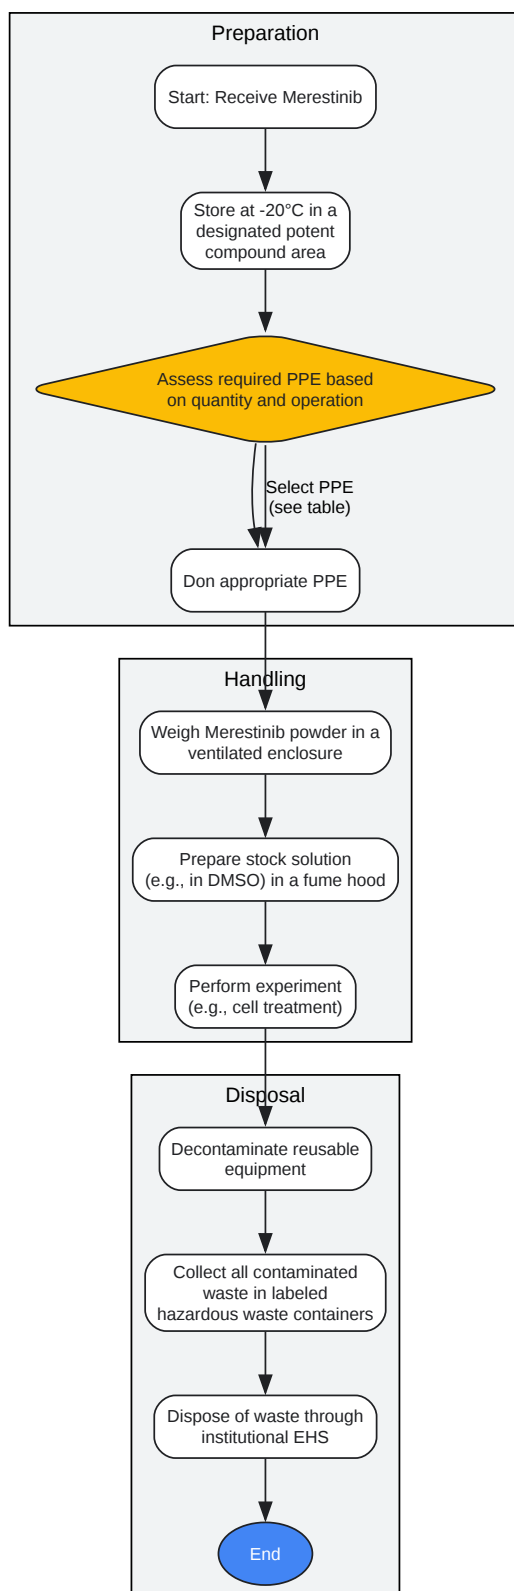 Preparation
Start: Receive Merestinib
Store at -20°C in a
designated potent
compound area
Assess required PPE based
on quantity and operation
Select PPE
(see table)
Don appropriate PPE
Handling
Weigh Merestinib powder in a
ventilated enclosure
Prepare stock solution
(e.g., in DMSO) in a fume hood
Perform experiment
(e.g., cell treatment)
Disposal
Decontaminate reusable
equipment
Collect all contaminated
waste in labeled
hazardous waste containers
Dispose of waste through
institutional EHS
End